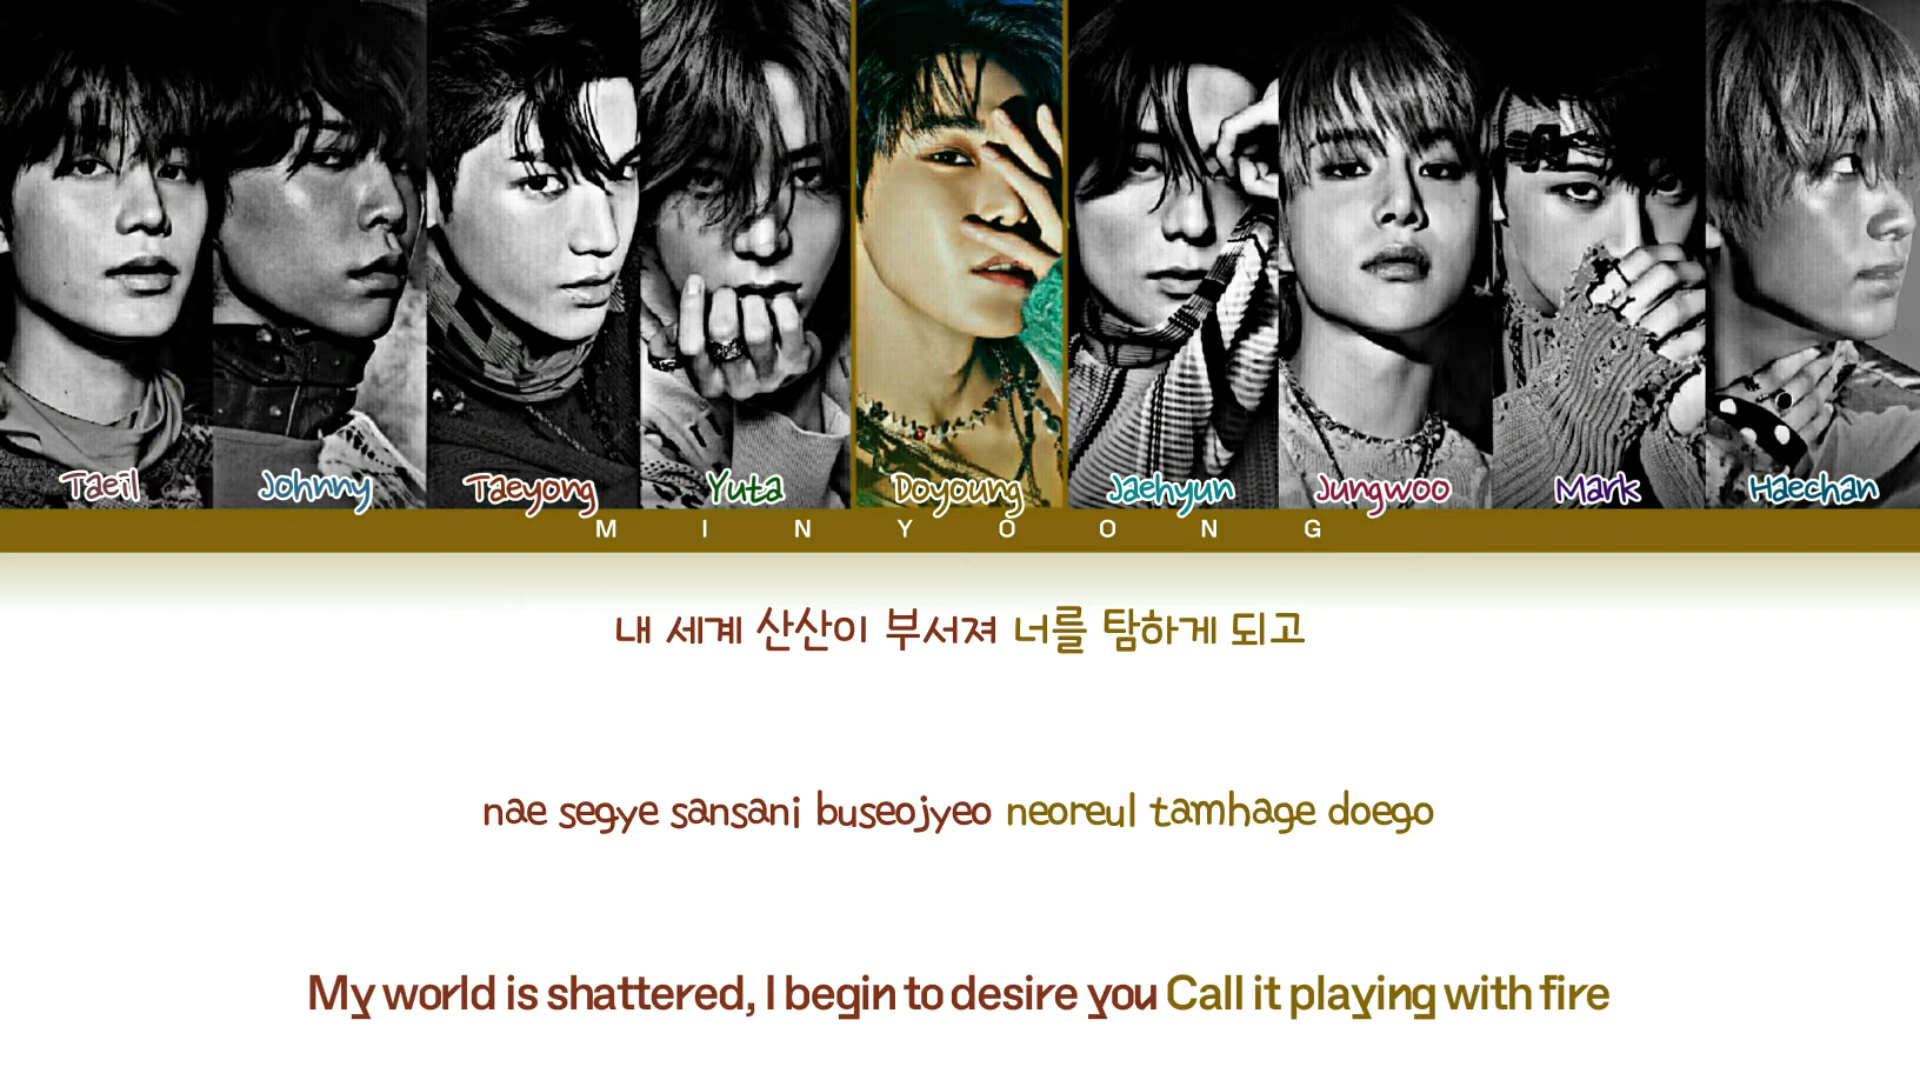 Taeil Johnny Taeyong Yuta Doyoung Jaehyun Jungwoo Mark Haechan
MINYOONG
내 세계 산산이 부서져 너를 탐하게 되고
nae segye sansani buseojyeo neoreul tamhage doego
My world is shattered, I begin to desire you Call it playing with fire